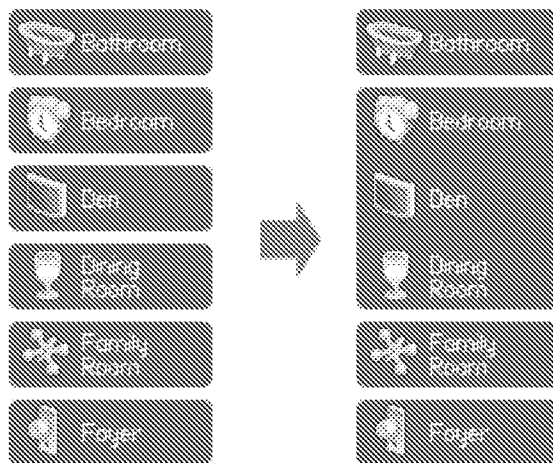 Bathroom
Bedroom
Den
Dining
Room
Family
Room
Foyer
Bathroom
Bedroom
Den
Dining
Room
Family
Room
Foyer